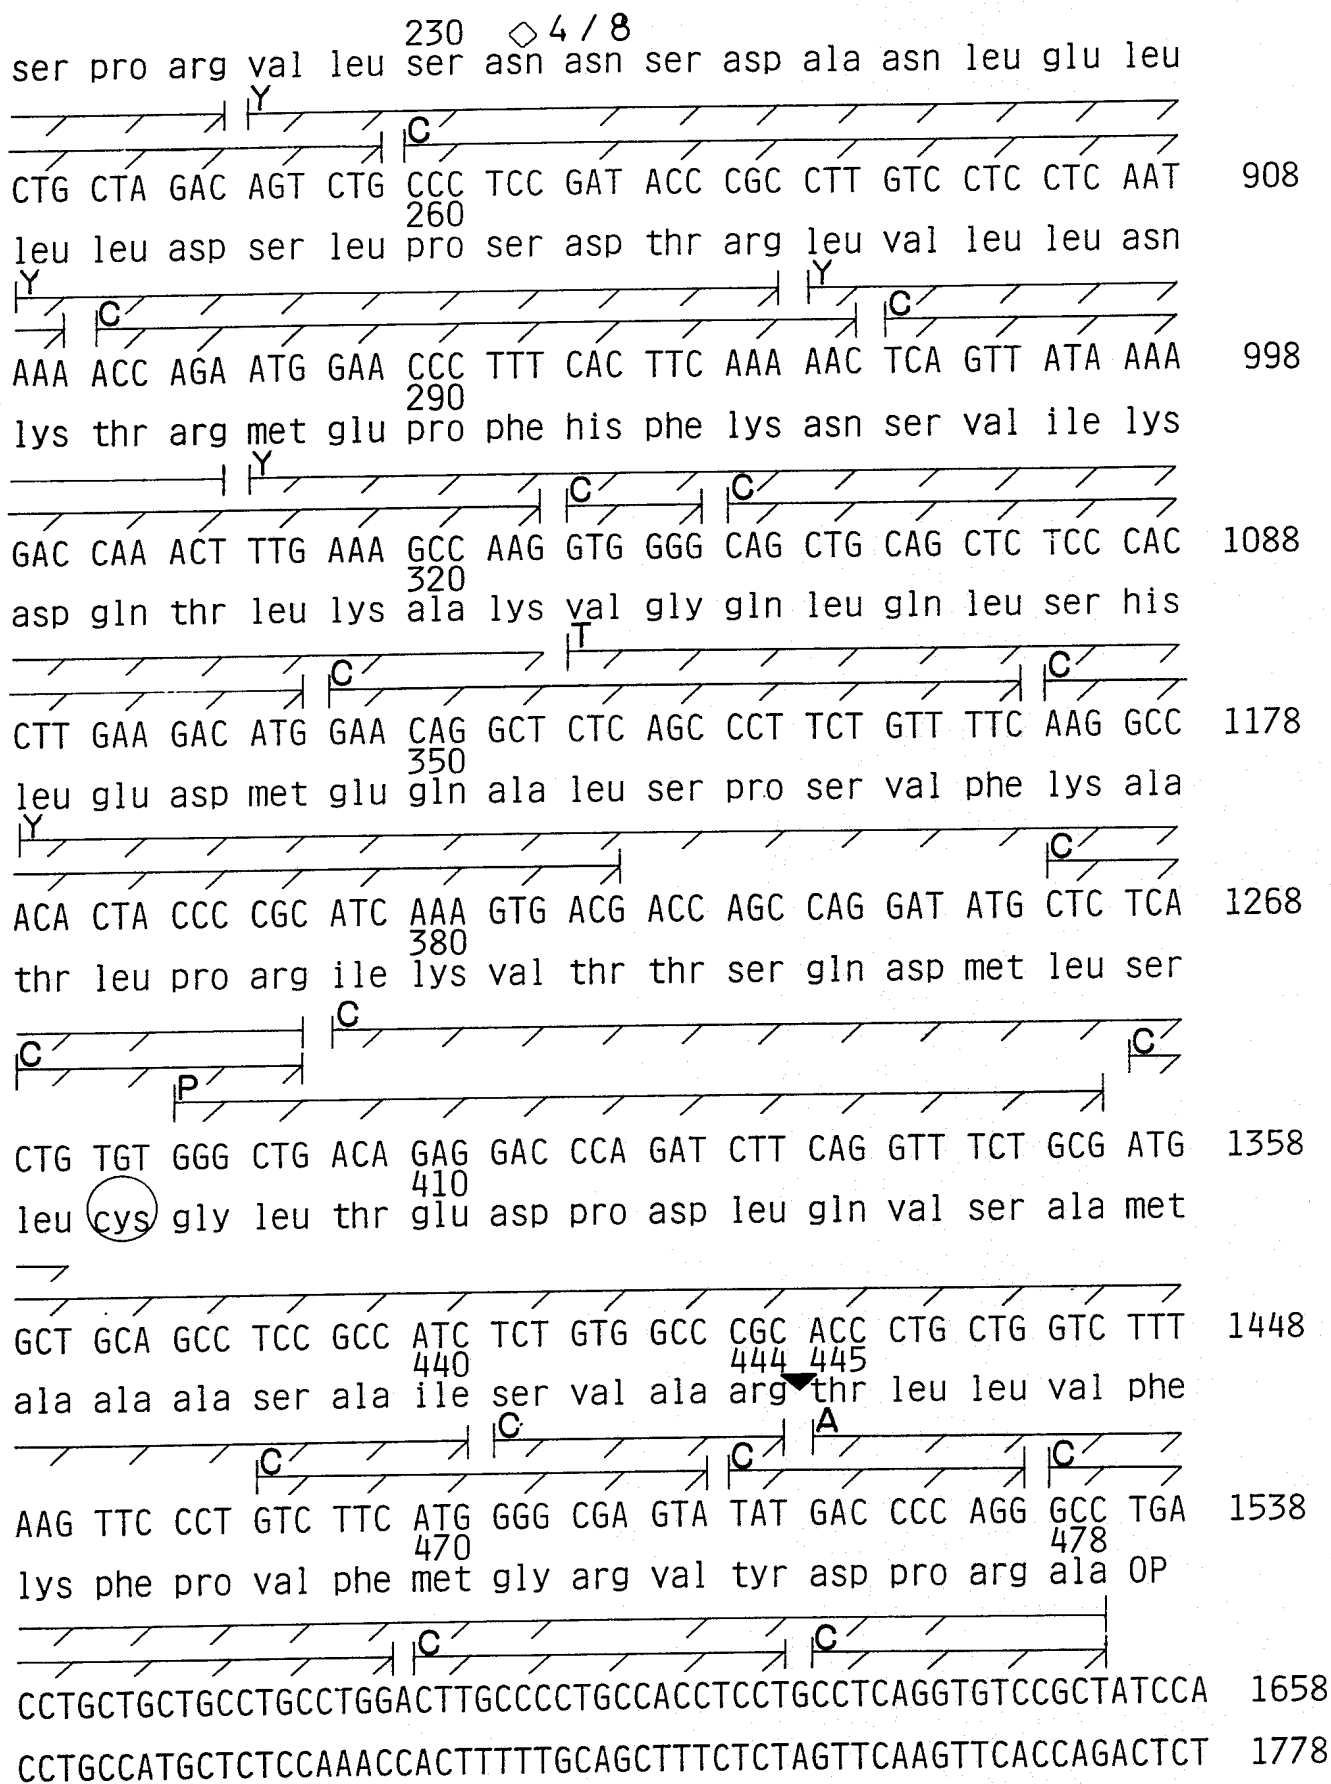 230 ◇ 4 / 8
ser pro arg val leu ser asn asn ser asp ala asn leu glu leu
Y
C
CTG CTA GAC AGT CTG CCC TCC GAT ACC CGC CTT GTC CTC CTC AAT 908
260
leu leu asp ser leu pro ser asp thr arg leu val leu leu asn
Y Y
C C
AAA ACC AGA ATG GAA CCC TTT CAC TTC AAA AAC TCA GTT ATA AAA 998
290
lys thr arg met glu pro phe his phe lys asn ser val ile lys
Y
C C
GAC CAA ACT TTG AAA GCC AAG GTG GGG CAG CTG CAG CTC TCC CAC 1088
320
asp gln thr leu lys ala lys val gly gln leu gln leu ser his
T
C C
CTT GAA GAC ATG GAA CAG GCT CTC AGC CCT TCT GTT TTC AAG GCC 1178
350
leu glu asp met glu gln ala leu ser pro ser val phe lys ala
Y
C
ACA CTA CCC CGC ATC AAA GTG ACG ACC AGC CAG GAT ATG CTC TCA 1268
380
thr leu pro arg ile lys val thr thr ser gln asp met leu ser
C
C C
P
CTG TGT GGG CTG ACA GAG GAC CCA GAT CTT CAG GTT TCT GCG ATG 1358
410
leu cys gly leu thr glu asp pro asp leu gln val ser ala met
GCT GCA GCC TCC GCC ATC TCT GTG GCC CGC ACC CTG CTG GTC TTT 1448
440 444 445
ala ala ala ser ala ile ser val ala arg▼thr leu leu val phe
C A
C C C
AAG TTC CCT GTC TTC ATG GGG CGA GTA TAT GAC CCC AGG GCC TGA 1538
470 478
lys phe pro val phe met gly arg val tyr asp pro arg ala OP
C C
CCTGCTGCTGCCTGCCTGGACTTGCCCCTGCCACCTCCTGCCTCAGGTGTCCGCTATCCA 1658
CCTGCCATGCTCTCCAAACCACTTTTTGCAGCTTTCTCTAGTTCAAGTTCACCAGACTCT 1778